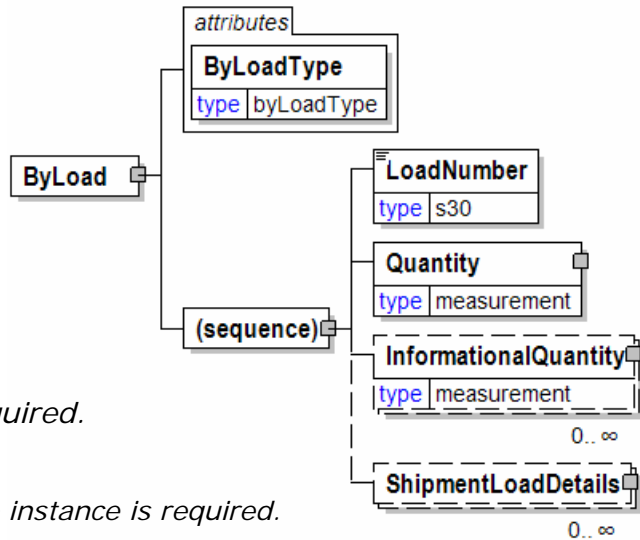 attributes
ByLoadType
type byLoadType
ByLoad
LoadNumber
type s30
Quantity
type measurement
(sequence)
InformationalQuantity
type measurement
0.. ∞
quired.
ShipmentLoadDetails
instance is required.
0.. ∞